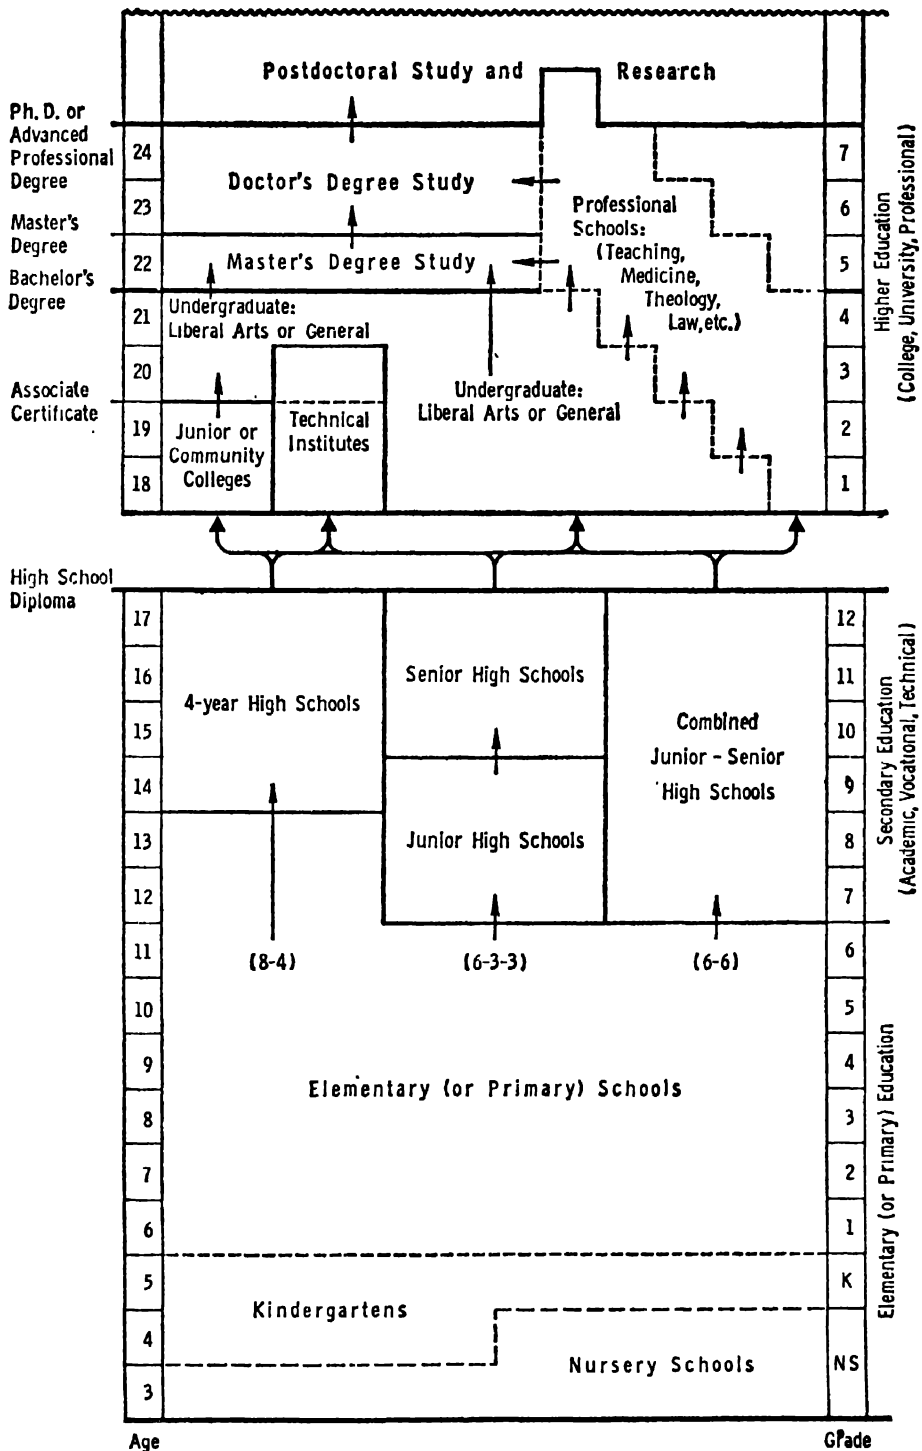 Postdoctoral Study and Research
Ph. D. or
Advanced
Professional
Degree
24
7
Doctor's Degree Study
23
6
Professional
Schools:
(Teaching,
Medicine,
Theology,
Law, etc.)
Master's
Degree
22
5
Master's Degree Study
Bachelor's
Degree
21
4
Undergraduate:
Liberal Arts or General
20
3
Associate
Certificate
Undergraduate:
Liberal Arts or General
19
2
Junior or
Community
Colleges
Technical
Institutes
18
1
Higher Education
(College, University, Professional)
High School
Diploma
17
12
16
11
4-year High Schools
Senior High Schools
15
10
Combined
Junior - Senior
High Schools
14
9
13
8
Junior High Schools
12
7
Secondary Education
(Academic, Vocational, Technical)
11
(8-4)
(6-3-3)
(6-6)
6
10
5
9
4
Elementary (or Primary) Schools
8
3
7
2
6
1
5
K
Kindergartens
4
Nursery Schools
NS
3
Elementary (or Primary) Education
Age
Grade